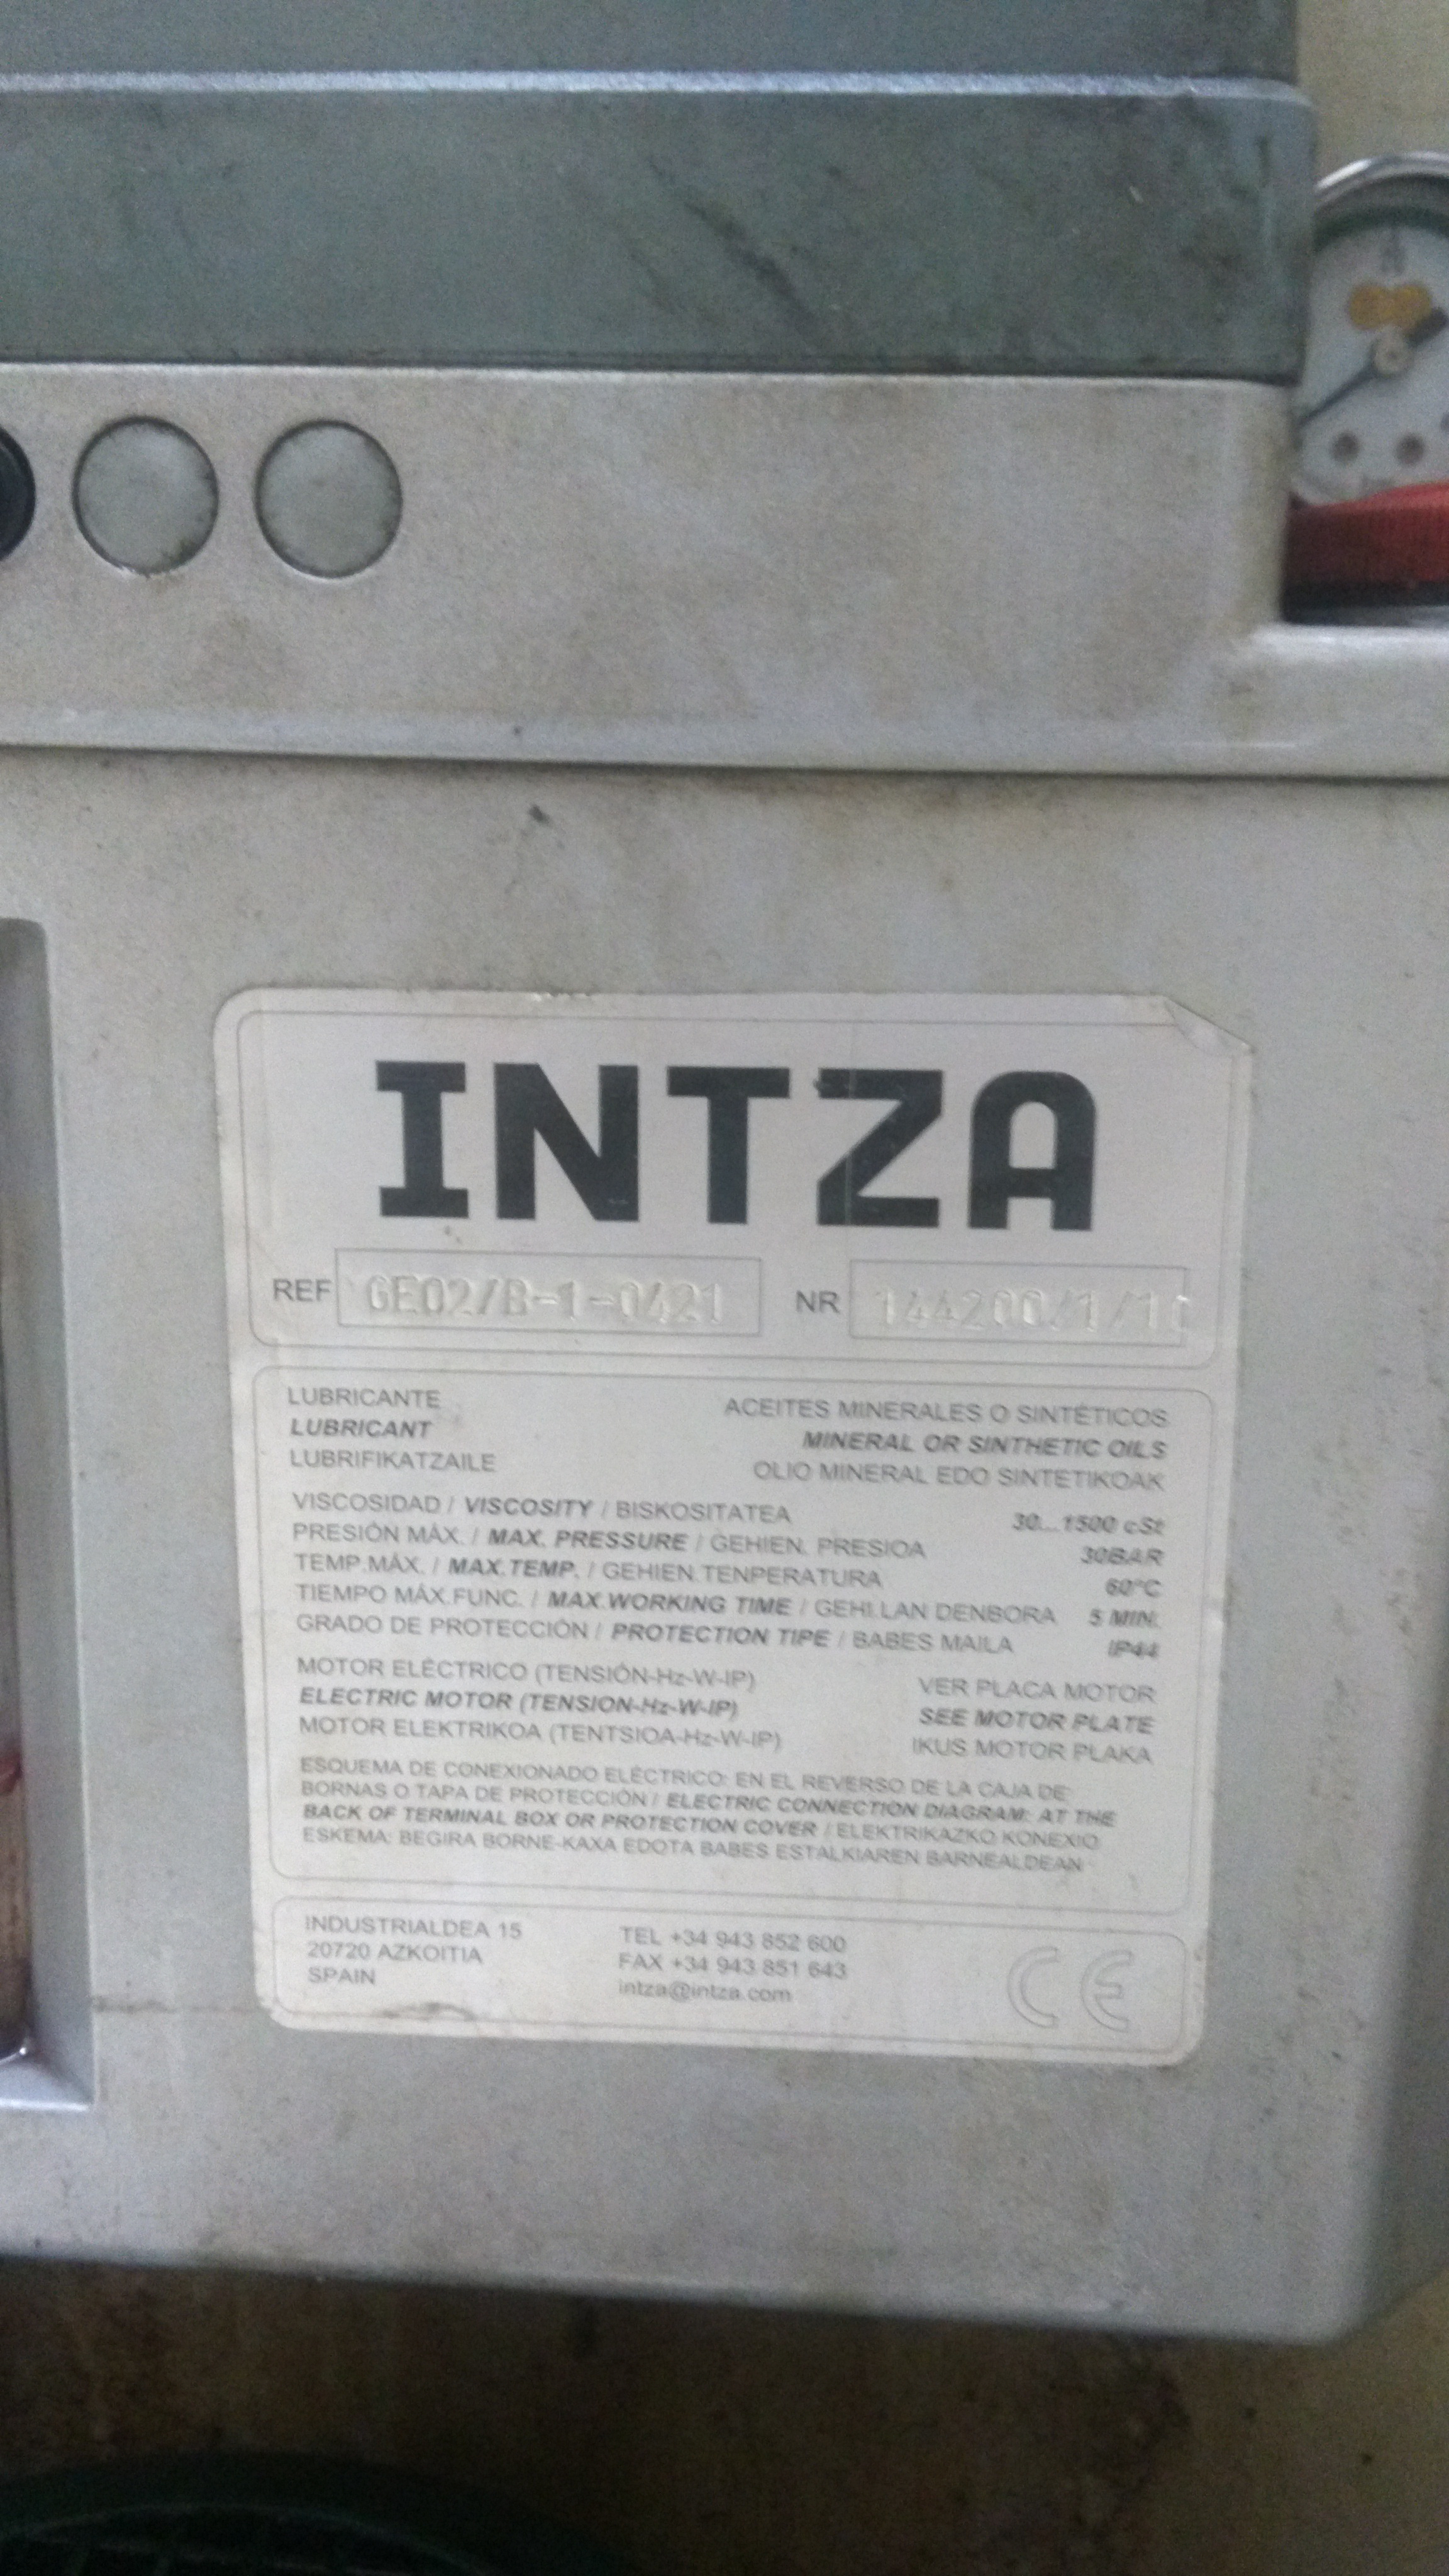 INTZA
REF GE02/B-1-0421 NR 144200/1/10
LUBRICANTE ACEITES MINERALES O SINTÉTICOS
LUBRICANT MINERAL OR SINTHETIC OILS
LUBRIFIKATZAILE OLIO MINERAL EDO SINTETIKOAK
VISCOSIDAD / VISCOSITY / BISKOSITATEA 30...1500 cSt
PRESIÓN MÁX. / MAX. PRESSURE / GEHIEN. PRESIOA 30BAR
TEMP.MÁX. / MAX.TEMP. / GEHIEN.TENPERATURA 60°C
TIEMPO MÁX.FUNC. / MAX.WORKING TIME / GEHI.LAN DENBORA 5 MIN.
GRADO DE PROTECCIÓN / PROTECTION TIPE / BABES MAILA IP44
MOTOR ELÉCTRICO (TENSIÓN-Hz-W-IP) VER PLACA MOTOR
ELECTRIC MOTOR (TENSION-Hz-W-IP) SEE MOTOR PLATE
MOTOR ELEKTRIKOA (TENTSIOA-Hz-W-IP) IKUS MOTOR PLAKA
ESQUEMA DE CONEXIONADO ELÉCTRICO: EN EL REVERSO DE LA CAJA DE
BORNAS O TAPA DE PROTECCIÓN / ELECTRIC CONNECTION DIAGRAM: AT THE
BACK OF TERMINAL BOX OR PROTECTION COVER / ELEKTRIKAZKO KONEXIO
ESKEMA: BEGIRA BORNE-KAXA EDOTA BABES ESTALKIAREN BARNEALDEAN
INDUSTRIALDEA 15 TEL +34 943 852 600
20720 AZKOITIA FAX +34 943 851 643
SPAIN intza@intza.com
CE